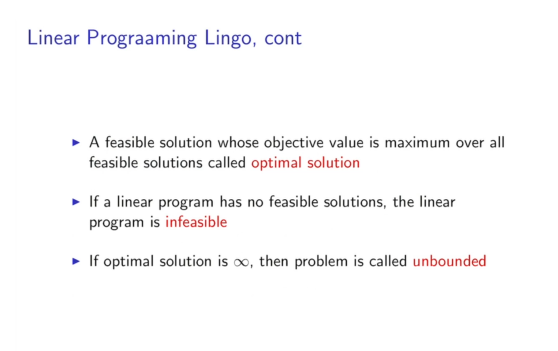 Linear Prograaming Lingo, cont
▶ A feasible solution whose objective value is maximum over all
feasible solutions called optimal solution
▶ If a linear program has no feasible solutions, the linear
program is infeasible
▶ If optimal solution is ∞, then problem is called unbounded